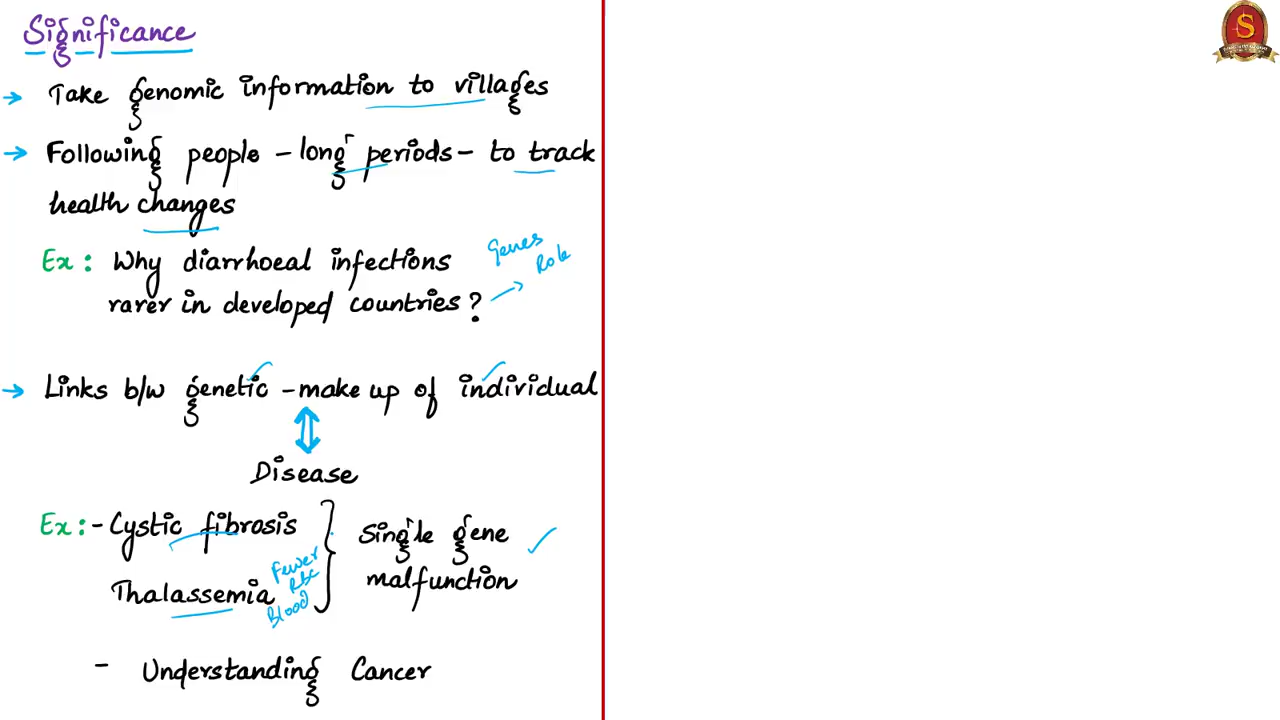 Significance
→ Take genomic information to villages
→ Following people - long periods - to track
health changes
Ex: Why diarrhoeal infections
rarer in developed countries? →
Genes
Role
→ Links b/w genetic - make up of individual
Disease
Ex: - Cystic fibrosis
Thalassemia
Fewer
Blood
Single gene
malfunction
- Understanding Cancer
S